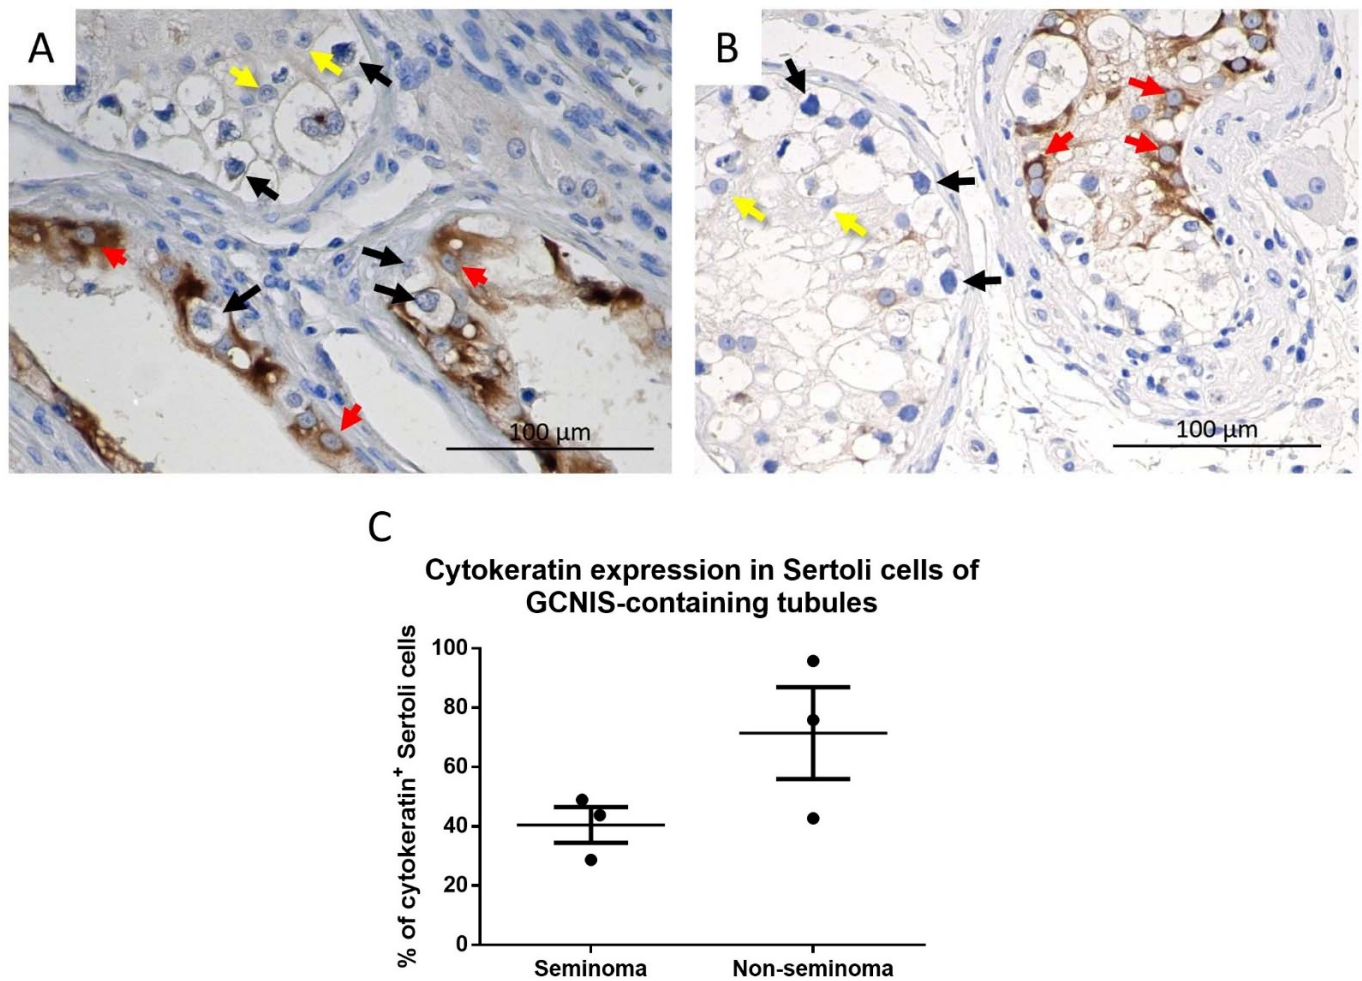 A
B
100 µm
100 µm
C
Cytokeratin expression in Sertoli cells of
GCNIS-containing tubules
% of cytokeratin+ Sertoli cells
100
80
60
40
20
0
Seminoma
Non-seminoma